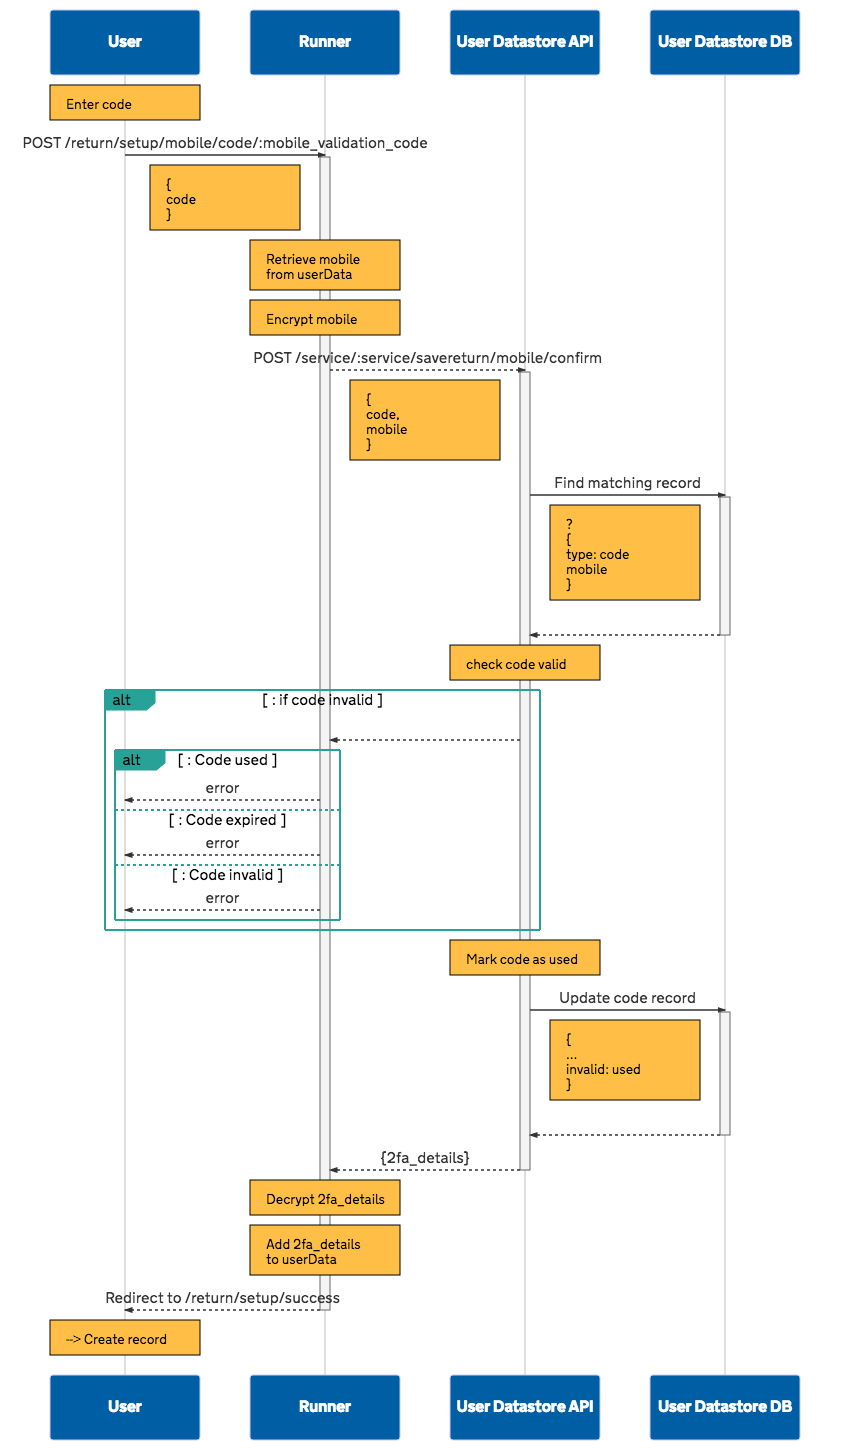 User
Runner
User Datastore API
User Datastore DB
Enter code
POST /return/setup/mobile/code/:mobile_validation_code
{
code
}
Retrieve mobile
from userData
Encrypt mobile
POST /service/:service/savereturn/mobile/confirm
{
code,
mobile
}
Find matching record
?
{
type: code
mobile
}
check code valid
alt
[ : if code invalid ]
alt
[ : Code used ]
error
[ : Code expired ]
error
[ : Code invalid ]
error
Mark code as used
Update code record
{
...
invalid: used
}
{2fa_details}
Decrypt 2fa_details
Add 2fa_details
to userData
Redirect to /return/setup/success
--> Create record
User
Runner
User Datastore API
User Datastore DB